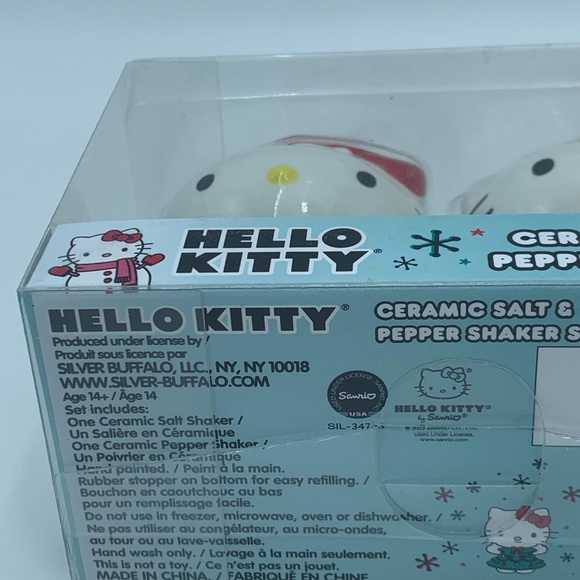 HELLO
KITTY®
CER
PEPPE
HELLO KITTY®
Produced under license by /
Produit sous licence par
SILVER BUFFALO, LLC., NY, NY 10018
WWW.SILVER-BUFFALO.COM
Age 14+ / Âge 14
Set includes:
One Ceramic Salt Shaker /
Un Salière en Céramique
One Ceramic Pepper Shaker /
Un Poivrier en Céramique
Hand painted. / Peint à la main.
Rubber stopper on bottom for easy refilling. /
Bouchon en caoutchouc au bas
pour un remplissage facile.
Do not use in freezer, microwave, oven or dishwasher. /
Ne pas utiliser au congélateur, au micro-ondes,
au four ou au lave-vaisselle.
Hand wash only. / Lavage à la main seulement.
This is not a toy. / Ce n'est pas un jouet.
MADE IN CHINA. / FABRIQUÉ EN CHINE
CERAMIC SALT &
PEPPER SHAKER S
USED UNDER LICENSE
Sanrio
USA
HELLO KITTY®
by Sanrio
Used Under License.
www.sanrio.com